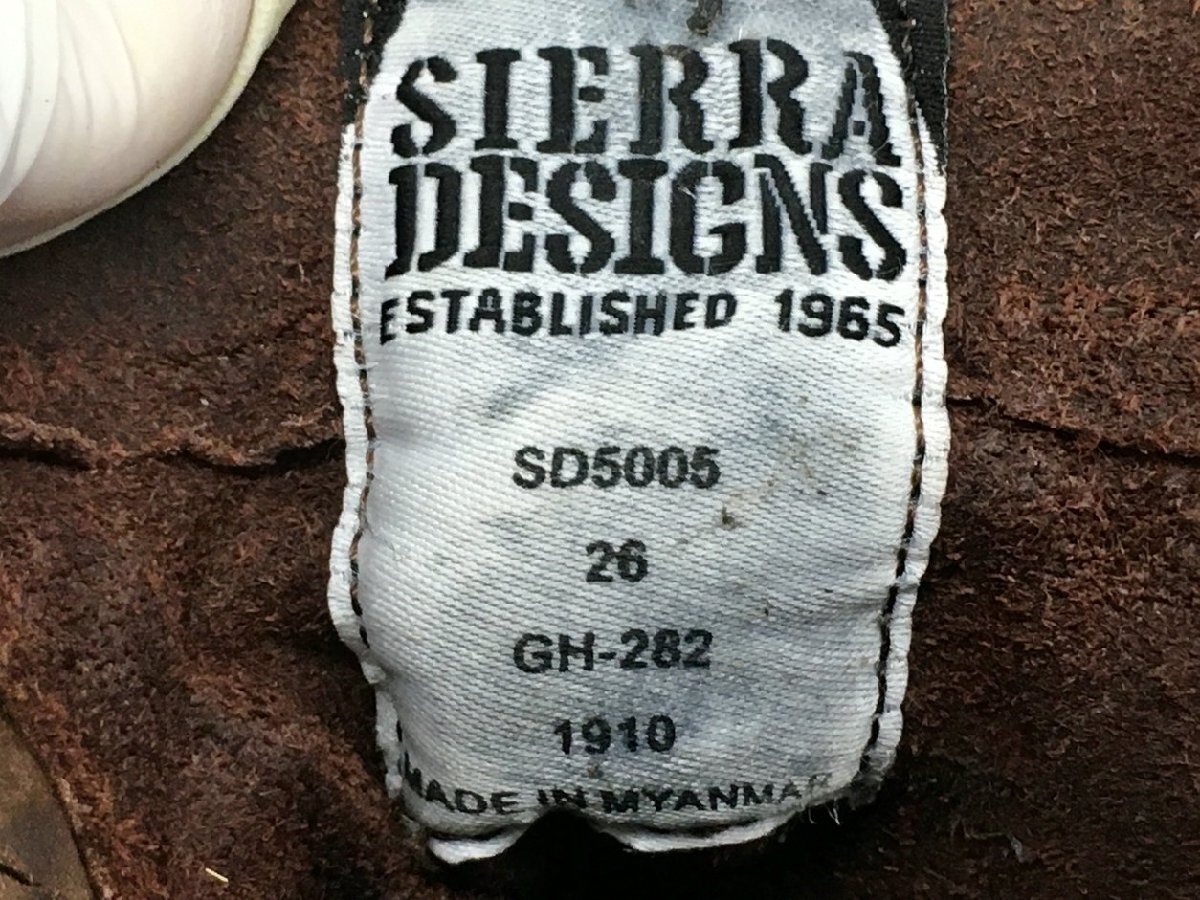 SIERRA
DESIGNS
ESTABLISHED 1965
SD5005
26
GH-282
1910
MADE IN MYANMAR